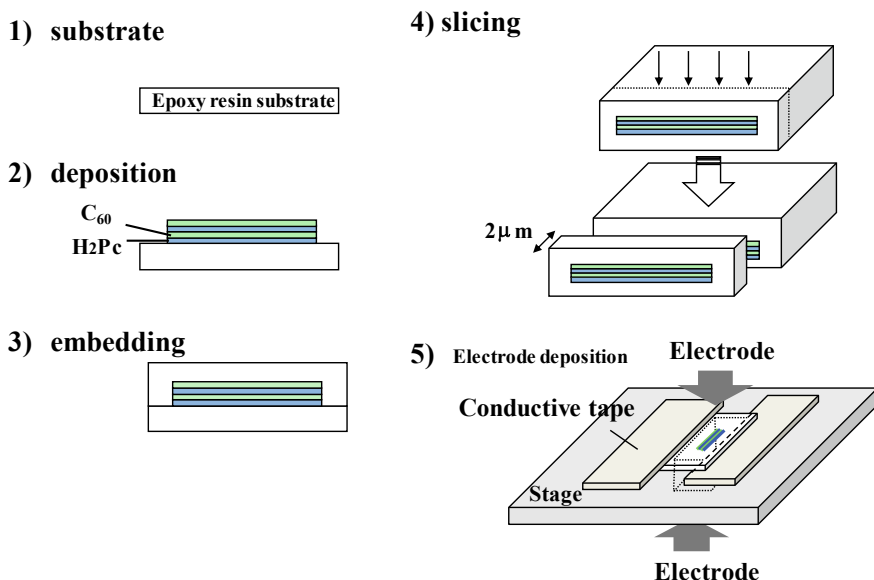 1) substrate
Epoxy resin substrate
2) deposition
C₆₀
H2Pc
3) embedding
4) slicing
2μm
5) Electrode deposition
Electrode
Conductive tape
Stage
Electrode